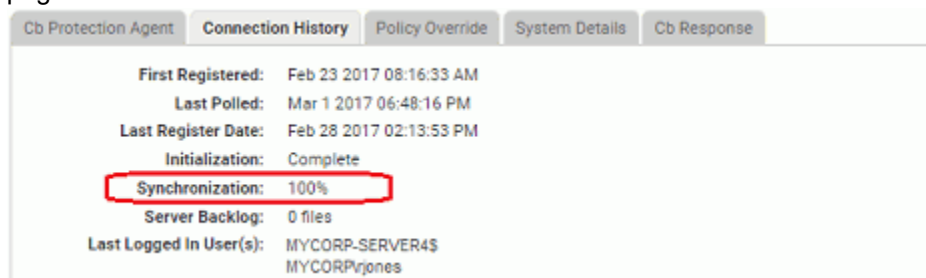 Cb Protection Agent Connection History Policy Override System Details Cb Response
First Registered: Feb 23 2017 08:16:33 AM
Last Polled: Mar 1 2017 06:48:16 PM
Last Register Date: Feb 28 2017 02:13:53 PM
Initialization: Complete
Synchronization: 100%
Server Backlog: 0 files
Last Logged In User(s): MYCORP-SERVER4$
MYCORP\rjones